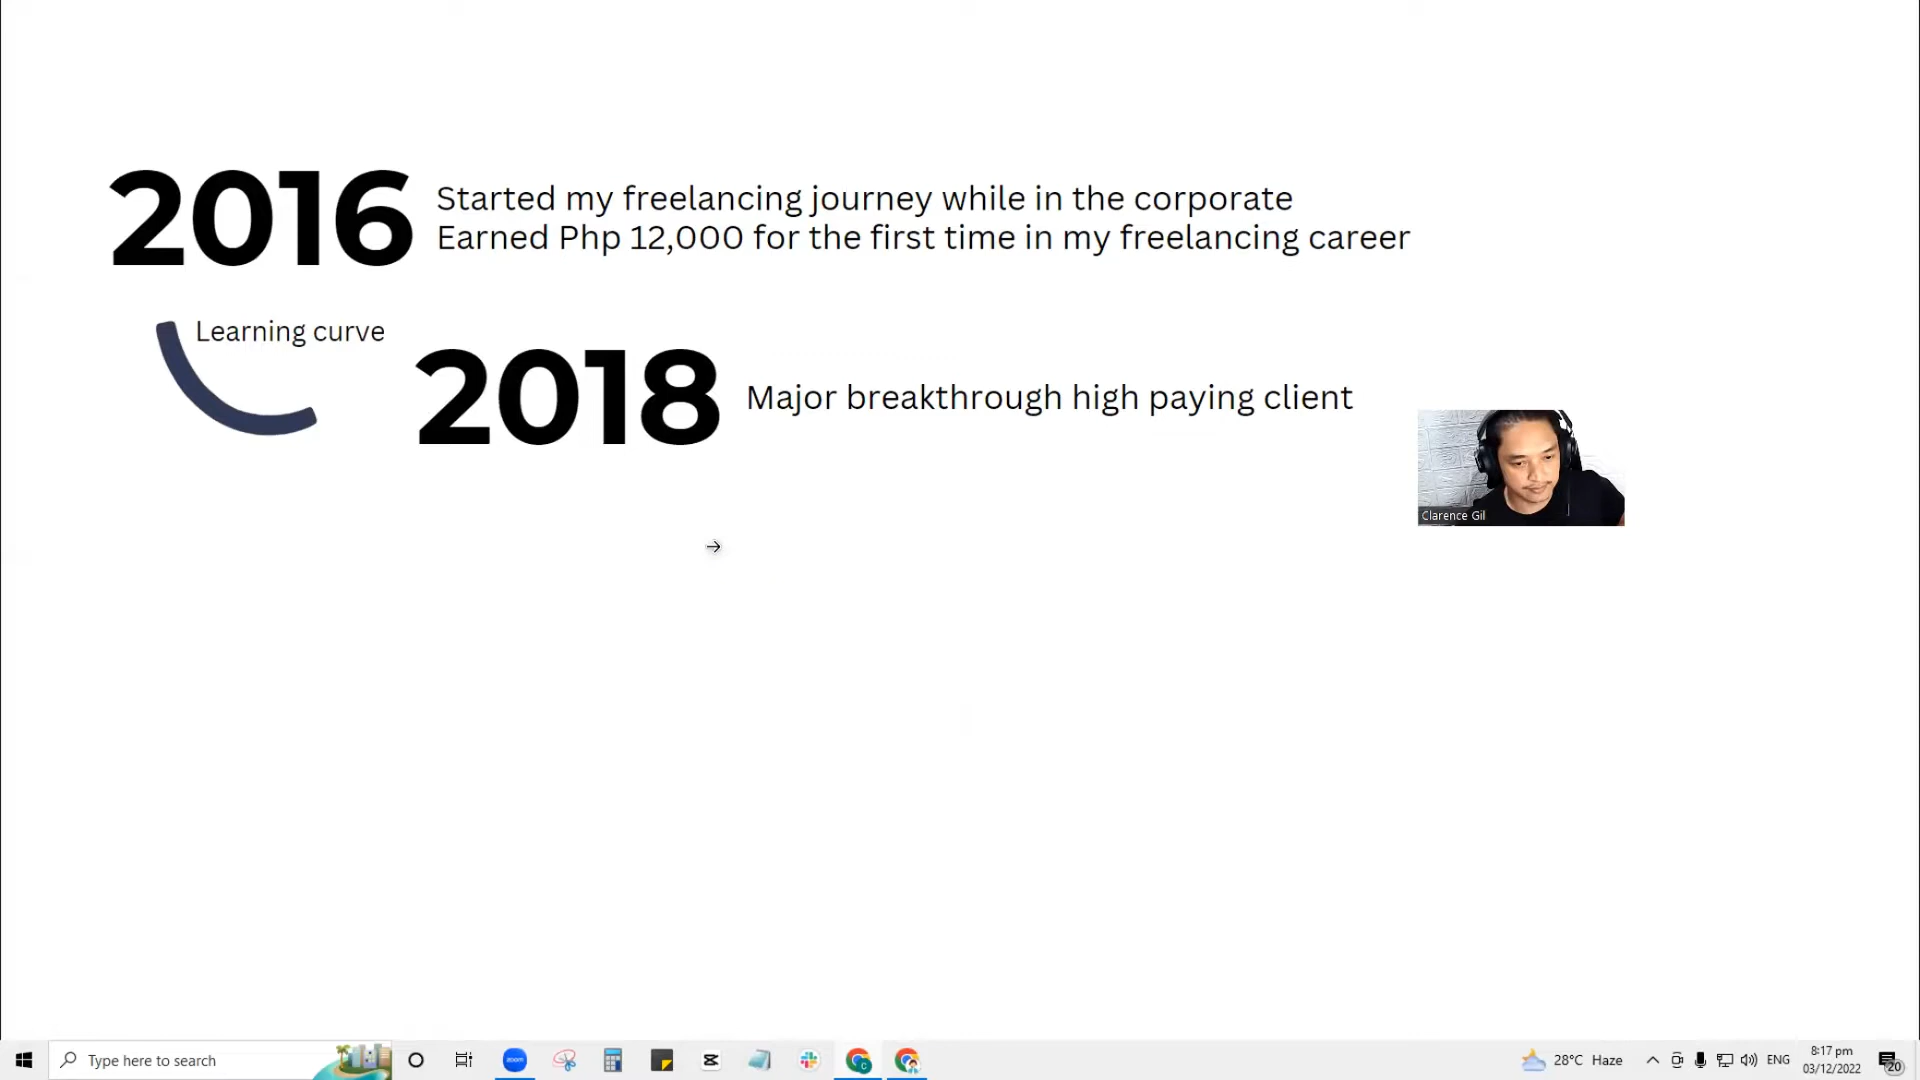 2016
Started my freelancing journey while in the corporate
Earned Php 12,000 for the first time in my freelancing career
Learning curve
2018
Major breakthrough high paying client
Clarence Gil
Type here to search
zoom
28°C Haze
ENG
8:17 pm
03/12/2022
20